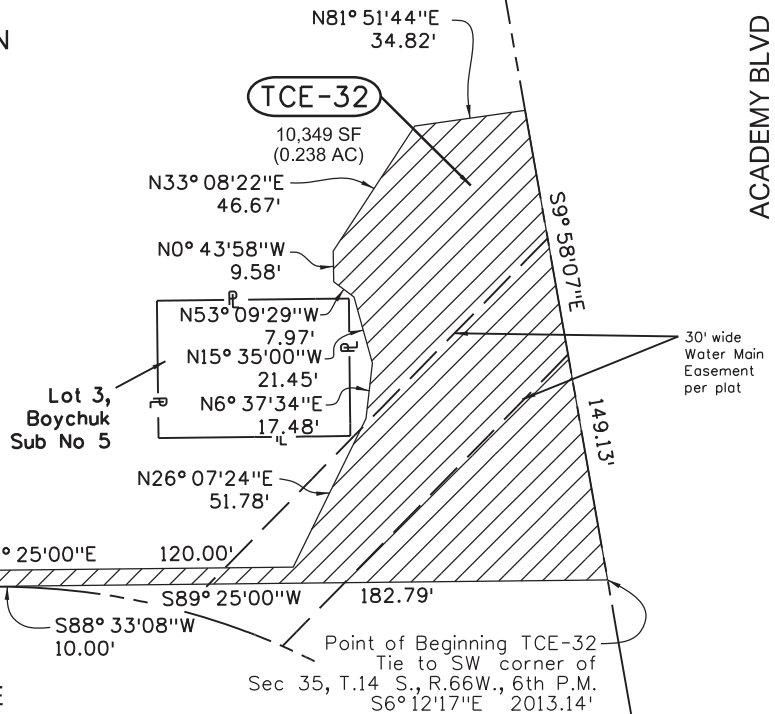 N
N81° 51'44"E
34.82'
ACADEMY BLVD
TCE-32
10,349 SF
(0.238 AC)
N33° 08'22"E
46.67'
S9° 58'07"E
149.13'
N0° 43'58"W
9.58'
PL
N53° 09'29"W
7.97'
PL
N15° 35'00"W
21.45'
N6° 37'34"E
17.48'
PL
Lot 3,
Boychuk
Sub No 5
30' wide
Water Main
Easement
per plat
N26° 07'24"E
51.78'
° 25'00"E 120.00'
S89° 25'00"W 182.79'
S88° 33'08"W
10.00'
Point of Beginning TCE-32
Tie to SW corner of
Sec 35, T.14 S., R.66W., 6th P.M.
S6° 12'17"E 2013.14'
E